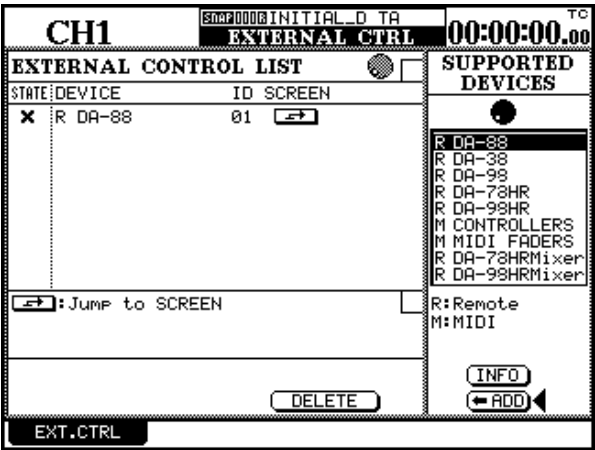 CH1
SNAP000 INITIAL_D TA
EXTERNAL CTRL
TC
00:00:00.00
EXTERNAL CONTROL LIST
STATE DEVICE ID SCREEN
R DA-88 01
: Jump to SCREEN
DELETE
SUPPORTED
DEVICES
R DA-88
R DA-38
R DA-98
R DA-78HR
R DA-98HR
M CONTROLLERS
M MIDI FADERS
R DA-78HRMixer
R DA-98HRMixer
R:Remote
M:MIDI
INFO
ADD
EXT.CTRL